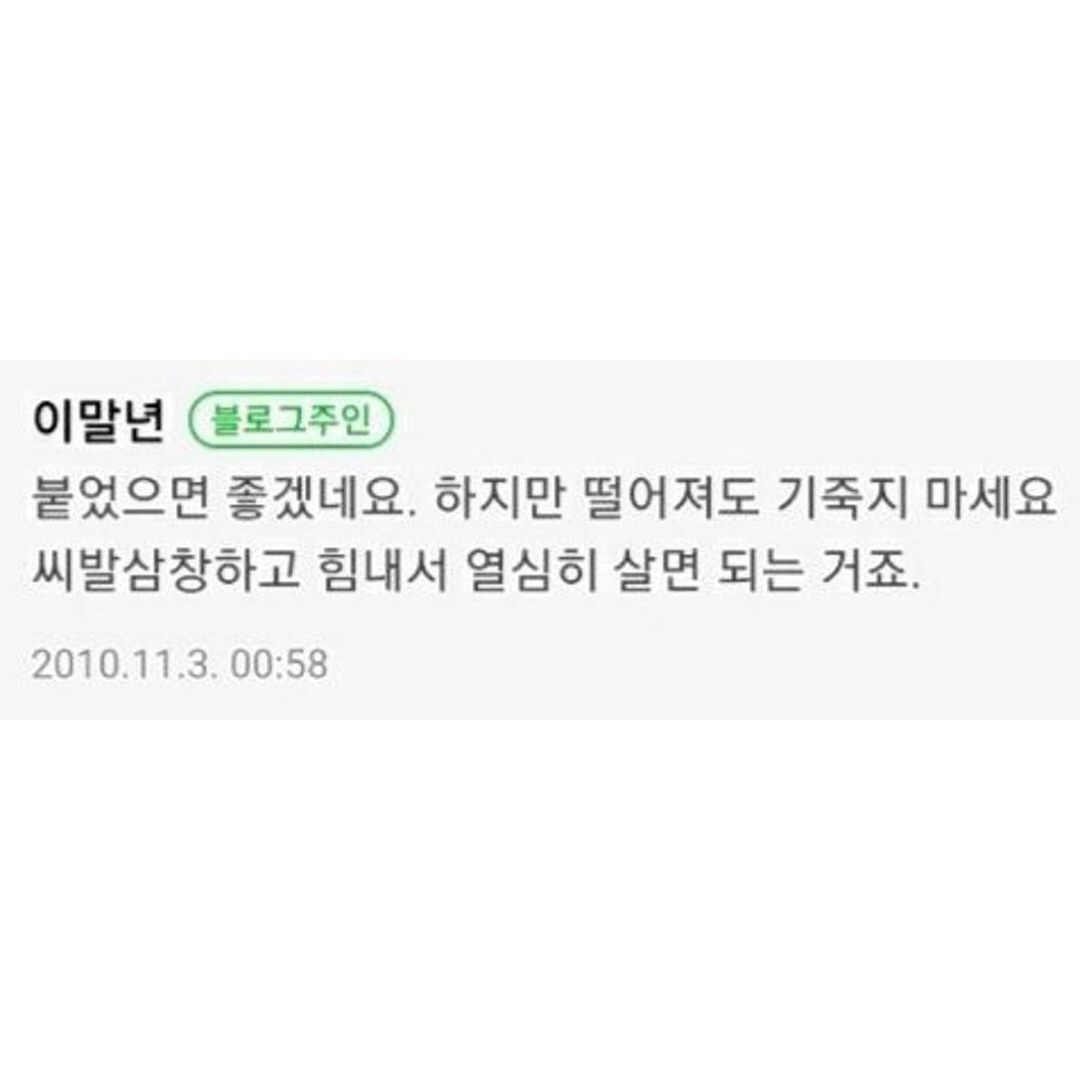 이말년 블로그주인
붙었으면 좋겠네요. 하지만 떨어져도 기죽지 마세요
씨발삼창하고 힘내서 열심히 살면 되는 거죠.
2010.11.3. 00:58